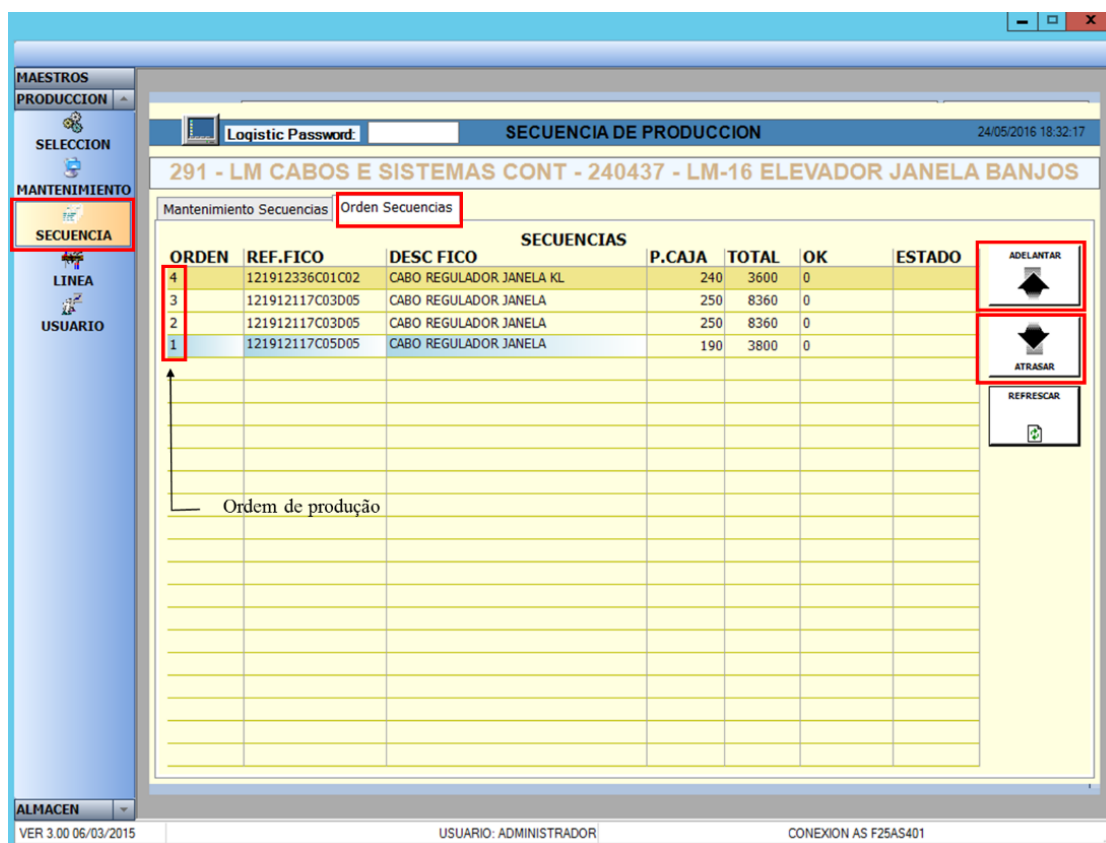 MAESTROS
PRODUCCION
SELECCION
MANTENIMIENTO
SECUENCIA
LINEA
USUARIO
ALMACEN
Logistic Password: SECUENCIA DE PRODUCCION 24/05/2016 18:32:17
291 - LM CABOS E SISTEMAS CONT - 240437 - LM-16 ELEVADOR JANELA BANJOS
Mantenimiento Secuencias Orden Secuencias
SECUENCIAS
ORDEN REF.FICO DESC FICO P.CAJA TOTAL OK ESTADO
4 121912336C01C02 CABO REGULADOR JANELA KL 240 3600 0
3 121912117C03D05 CABO REGULADOR JANELA 250 8360 0
2 121912117C03D05 CABO REGULADOR JANELA 250 8360 0
1 121912117C05D05 CABO REGULADOR JANELA 190 3800 0
ADELANTAR
ATRASAR
REFRESCAR
Ordem de produção
VER 3.00 06/03/2015 USUARIO: ADMINISTRADOR CONEXION AS F25AS401